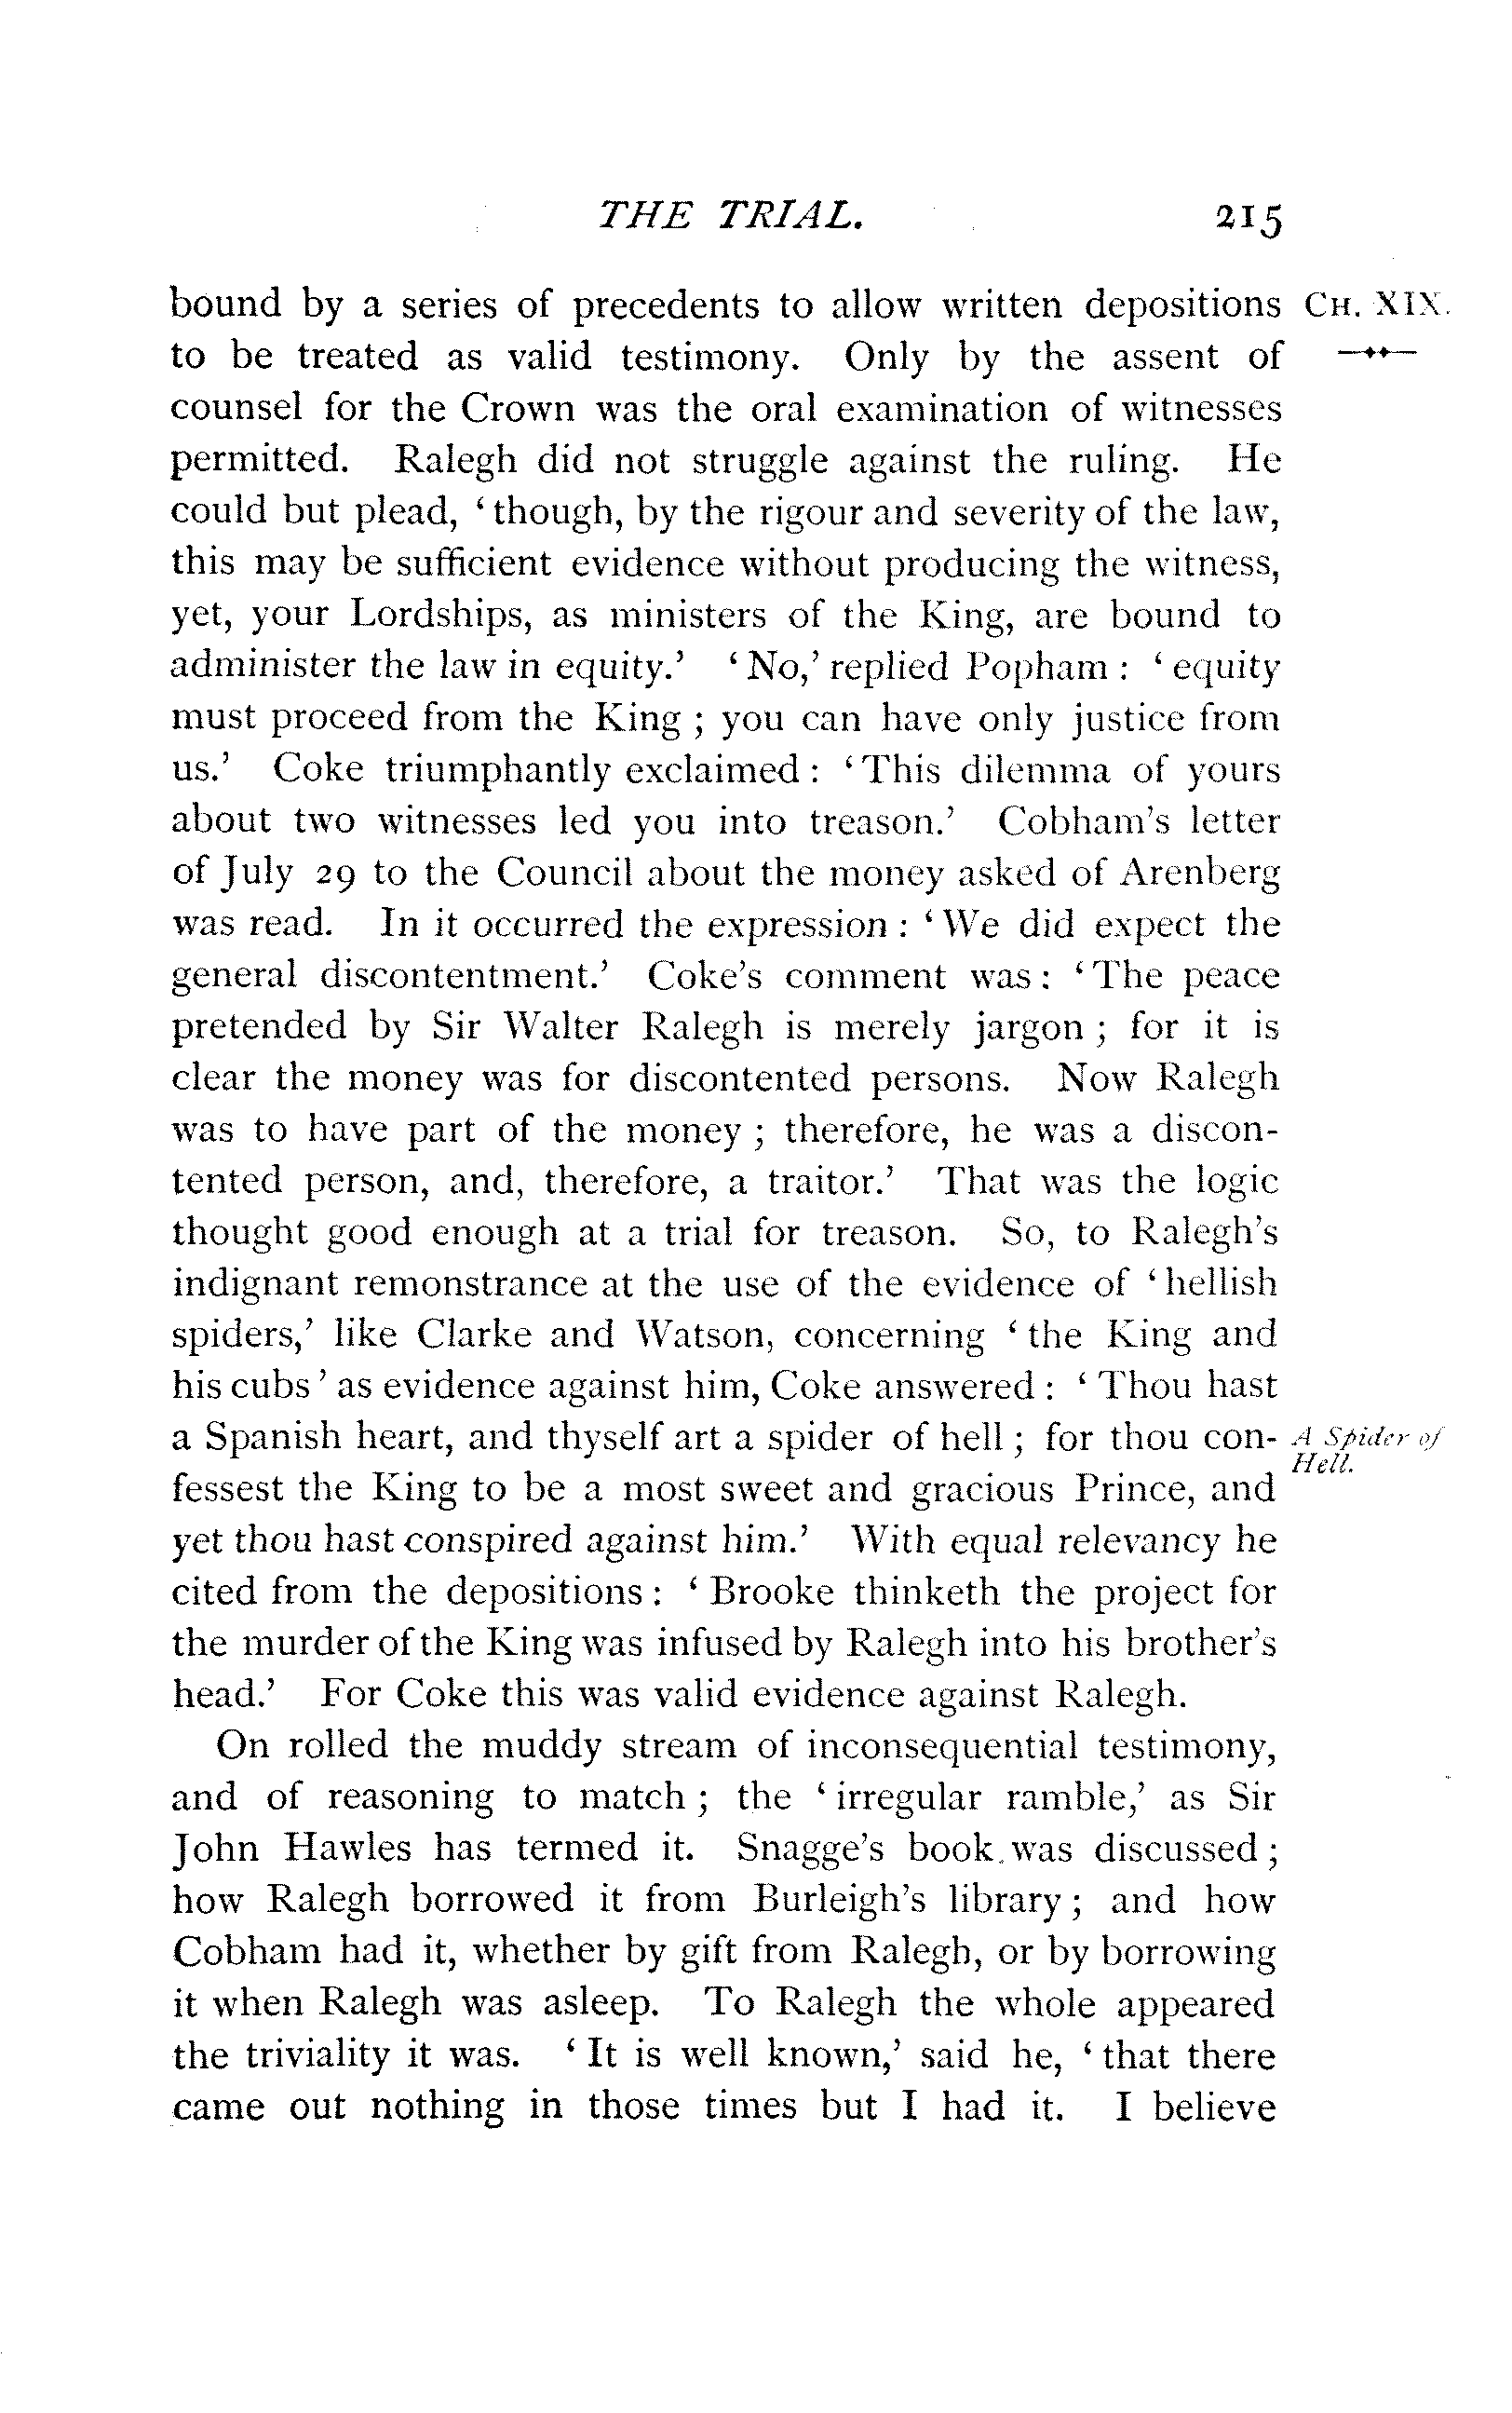 THE TRIAL. 215
bound by a series of precedents to allow written depositions CH. XIX.
to be treated as valid testimony. Only by the assent of
counsel for the Crown was the oral examination of witnesses
permitted. Ralegh did not struggle against the ruling. He
could but plead, ‘though, by the rigour and severity of the law,
this may be sufficient evidence without producing the witness,
yet, your Lordships, as ministers of the King, are bound to
administer the law in equity.’ ‘No,’ replied Popham : ‘equity
must proceed from the King ; you can have only justice from
us.’ Coke triumphantly exclaimed : ‘This dilemma of yours
about two witnesses led you into treason.’ Cobham’s letter
of July 29 to the Council about the money asked of Arenberg
was read. In it occurred the expression : ‘We did expect the
general discontentment.’ Coke’s comment was : ‘The peace
pretended by Sir Walter Ralegh is merely jargon ; for it is
clear the money was for discontented persons. Now Ralegh
was to have part of the money ; therefore, he was a discon-
tented person, and, therefore, a traitor.’ That was the logic
thought good enough at a trial for treason. So, to Ralegh’s
indignant remonstrance at the use of the evidence of ‘hellish
spiders,’ like Clarke and Watson, concerning ‘the King and
his cubs’ as evidence against him, Coke answered : ‘Thou hast
a Spanish heart, and thyself art a spider of hell ; for thou con-
A Spider of
Hell.
fessest the King to be a most sweet and gracious Prince, and
yet thou hast conspired against him.’ With equal relevancy he
cited from the depositions : ‘Brooke thinketh the project for
the murder of the King was infused by Ralegh into his brother’s
head.’ For Coke this was valid evidence against Ralegh.
On rolled the muddy stream of inconsequential testimony,
and of reasoning to match ; the ‘irregular ramble,’ as Sir
John Hawles has termed it. Snagge’s book was discussed ;
how Ralegh borrowed it from Burleigh’s library ; and how
Cobham had it, whether by gift from Ralegh, or by borrowing
it when Ralegh was asleep. To Ralegh the whole appeared
the triviality it was. ‘It is well known,’ said he, ‘that there
came out nothing in those times but I had it. I believe